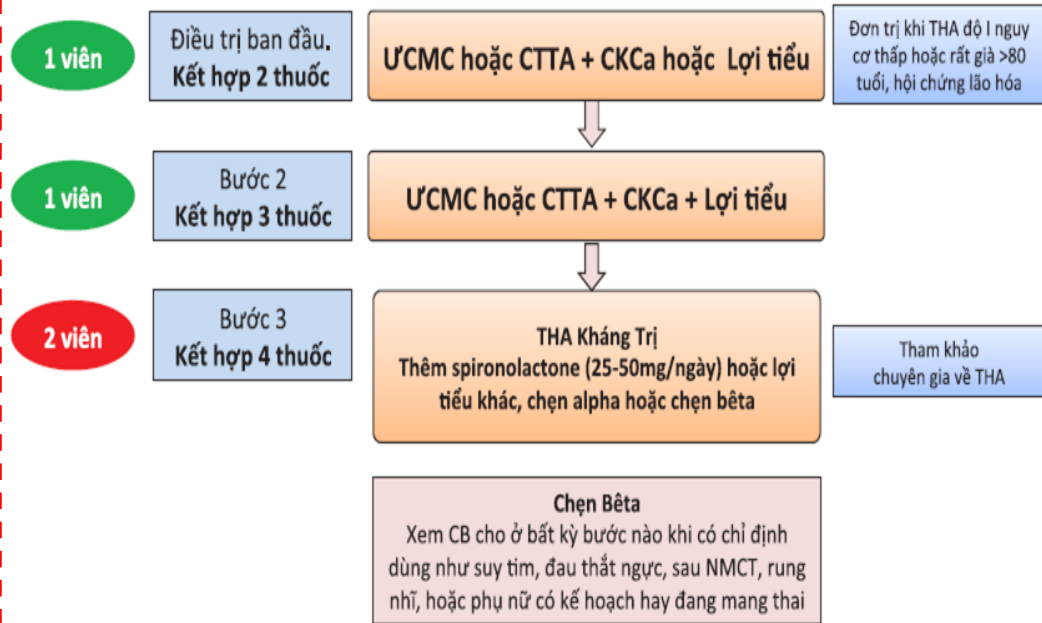 1 viên
Điều trị ban đầu.
Kết hợp 2 thuốc
ƯCMC hoặc CTTA + CKCa hoặc Lợi tiểu
Đơn trị khi THA độ I nguy
cơ thấp hoặc rất già >80
tuổi, hội chứng lão hóa
1 viên
Bước 2
Kết hợp 3 thuốc
ƯCMC hoặc CTTA + CKCa + Lợi tiểu
2 viên
Bước 3
Kết hợp 4 thuốc
THA Kháng Trị
Thêm spironolactone (25-50mg/ngày) hoặc lợi
tiểu khác, chẹn alpha hoặc chẹn bêta
Tham khảo
chuyên gia về THA
Chẹn Bêta
Xem CB cho ở bất kỳ bước nào khi có chỉ định
dùng như suy tim, đau thắt ngực, sau NMCT, rung
nhĩ, hoặc phụ nữ có kế hoạch hay đang mang thai